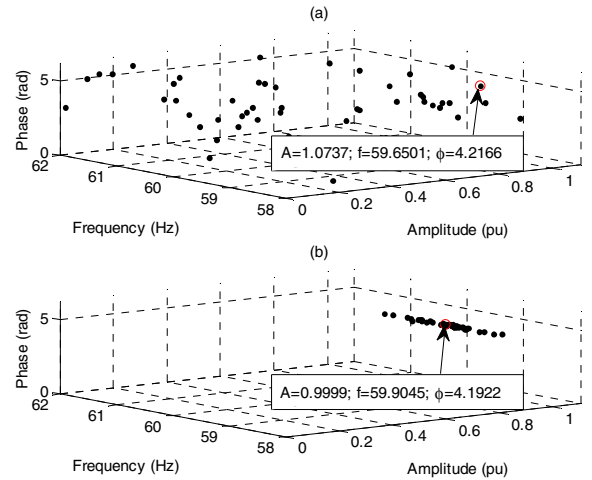 (a)
Phase (rad)
5
0
62
61
60
59
58
Frequency (Hz)
0
0.2
0.4
0.6
0.8
1
Amplitude (pu)
A=1.0737; f=59.6501; ϕ=4.2166
(b)
Phase (rad)
5
0
62
61
60
59
58
Frequency (Hz)
0
0.2
0.4
0.6
0.8
1
Amplitude (pu)
A=0.9999; f=59.9045; ϕ=4.1922